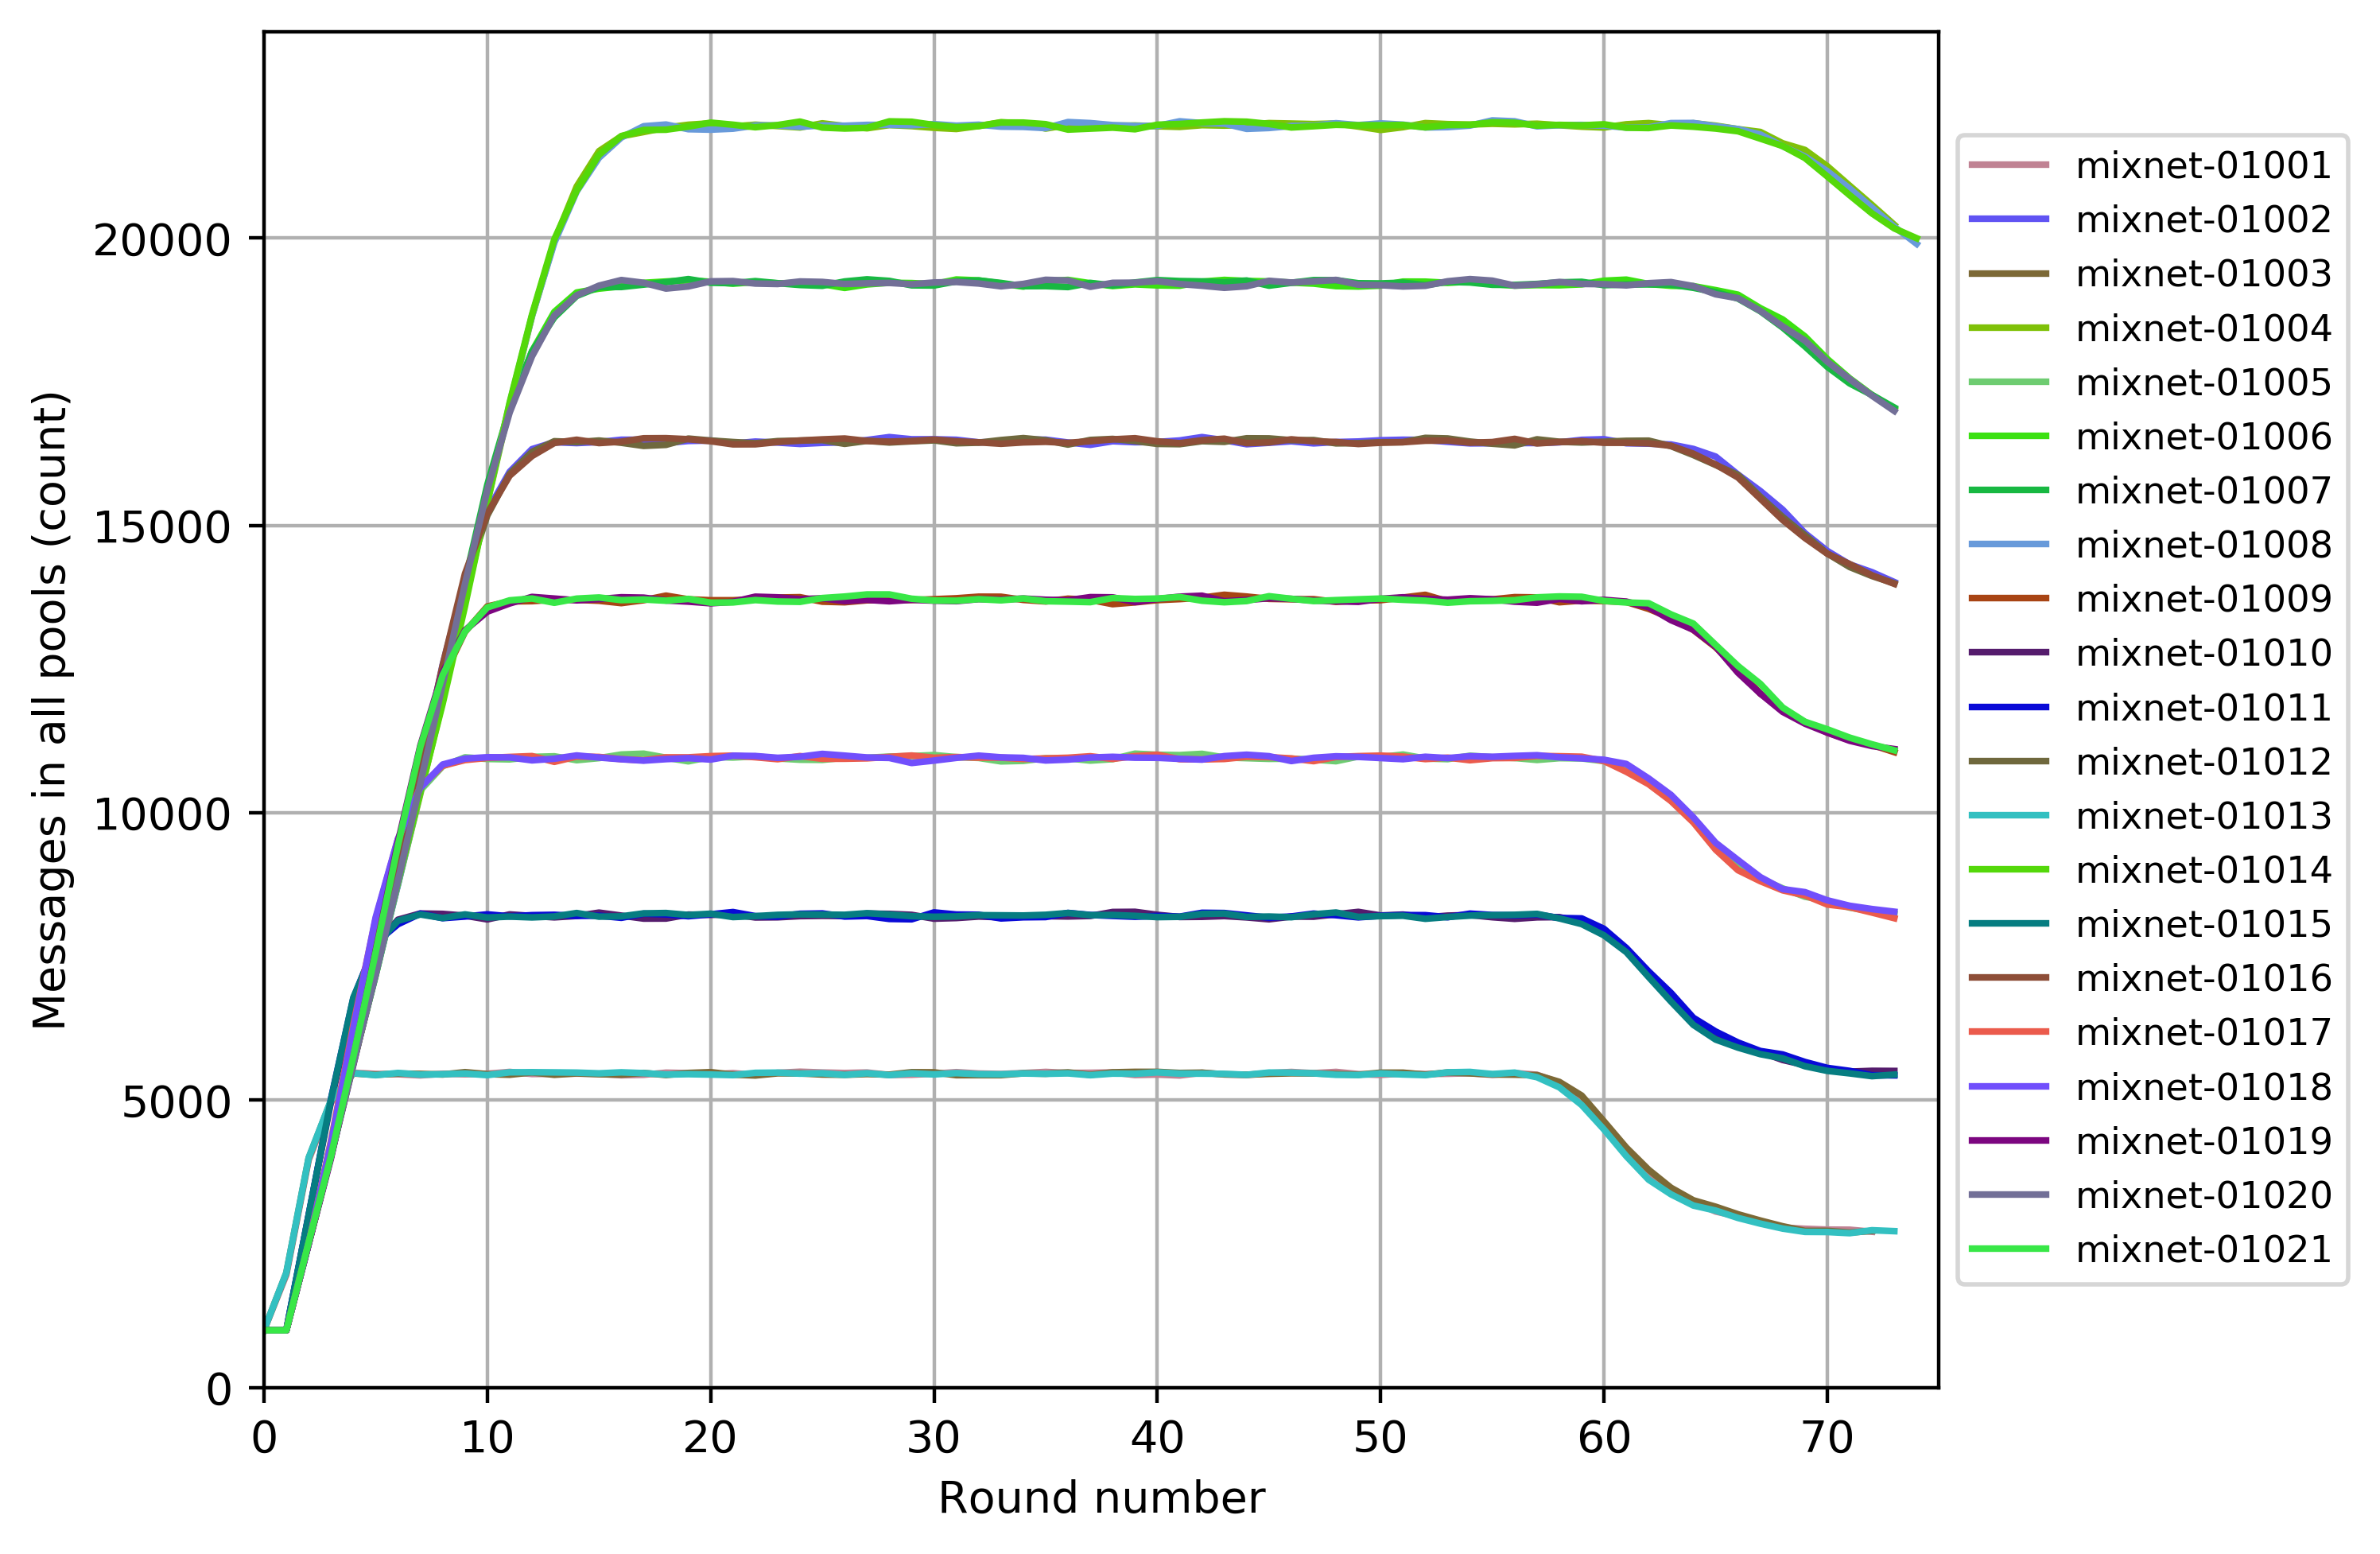 Messages in all pools (count)
20000
15000
10000
5000
0
0 10 20 30 40 50 60 70
Round number
mixnet-01001
mixnet-01002
mixnet-01003
mixnet-01004
mixnet-01005
mixnet-01006
mixnet-01007
mixnet-01008
mixnet-01009
mixnet-01010
mixnet-01011
mixnet-01012
mixnet-01013
mixnet-01014
mixnet-01015
mixnet-01016
mixnet-01017
mixnet-01018
mixnet-01019
mixnet-01020
mixnet-01021